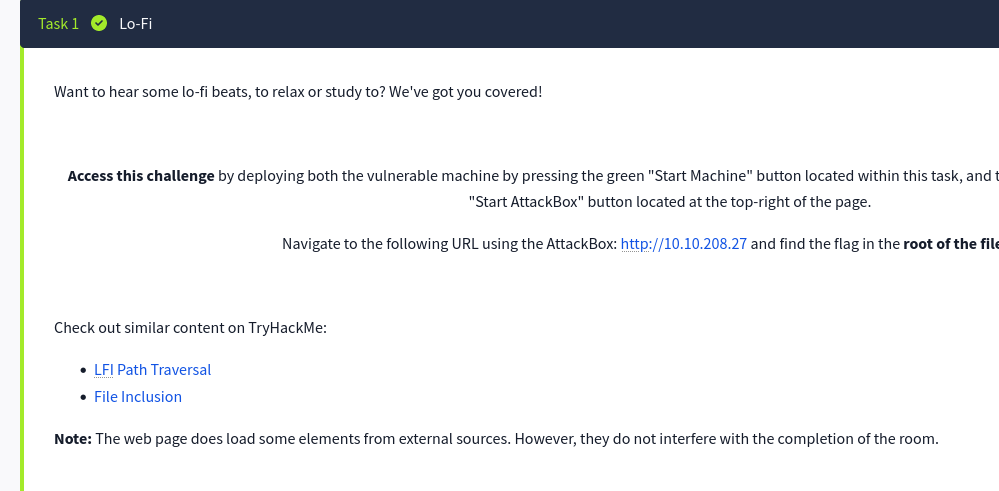 Task 1 Lo-Fi
Want to hear some lo-fi beats, to relax or study to? We've got you covered!
Access this challenge by deploying both the vulnerable machine by pressing the green "Start Machine" button located within this task, and t
"Start AttackBox" button located at the top-right of the page.
Navigate to the following URL using the AttackBox: http://10.10.208.27 and find the flag in the root of the file
Check out similar content on TryHackMe:
LFI Path Traversal
File Inclusion
Note: The web page does load some elements from external sources. However, they do not interfere with the completion of the room.